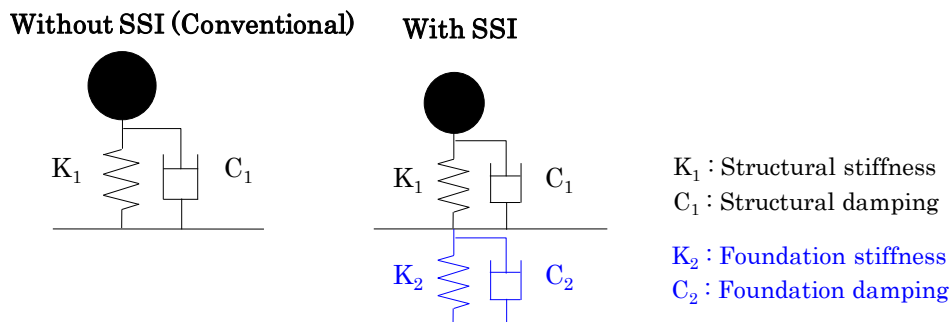 Without SSI (Conventional)
With SSI
K₁
C₁
K₁
C₁
K₂
C₂
K₁ : Structural stiffness
C₁ : Structural damping
K₂ : Foundation stiffness
C₂ : Foundation damping